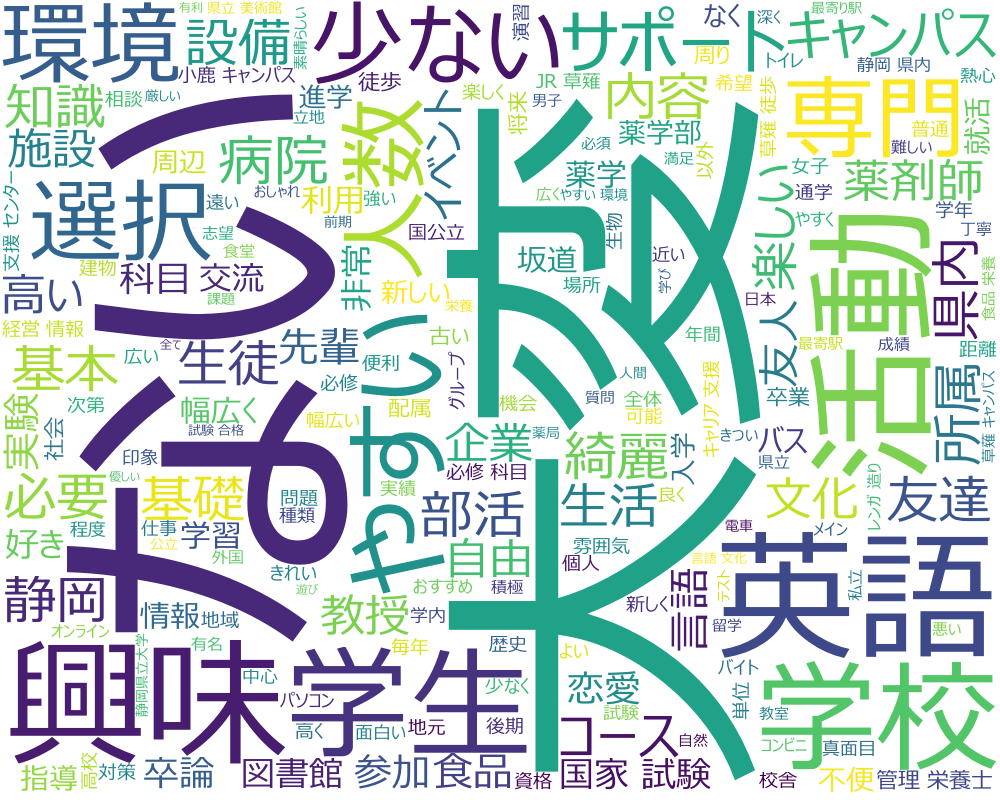 有利 県立 美術館
環境
設備
素晴らしい
少ない
演習
サポート
なく
深く
最寄り駅
キャンパス
周り
トイレ
静岡 県内
熱心
小鹿 キャンパス
徒歩
楽しく
JR 草薙
内容
希望
知識
相談
厳しい
進学
立地
イベント
男子
将来
薬学部
以外
専門
普通
難しい
就活
草薙 徒歩
施設
周辺
病院
人数
必須
満足
薬学
女子
薬剤師
支援 センター
選択
おしゃれ
利用
強い
広く
やすい 環境
通学
楽しい
やすく
学年
丁寧
遠い
志望
前期
国公立
生物
建物
食堂
科目 交流
非常
坂道
近い
県内
食品 栄養
高い
課題
新しい
場所
学び
日本
活動
大変
ない
経営 情報
全て
栄養
古い
年間
友人
最寄駅
成績
距離
基本
広い
生徒
先輩
便利
グループ
人間
所属
必修
やすい
機会
質問
全体
可能
キャリア 支援
卒業
草薙 キャンパス
実験
社会
次第
幅広く
幅広い
配属
試験 合格
企業
薬局
綺麗
入学
きつい
バス
県立
印象
必修 科目
必要
優しい
基礎
問題
種類
実績
部活
生活
良く
文化
レンガ 造り
友達
好き
程度
仕事
公立
学習
外国
きれい
自由
雰囲気
電車
メイン
言語 文化
静岡
遊び
おすすめ
積極
個人
言語
テスト
英語
私立
オンライン
情報
地域
教授
学内
新しく
留学
悪い
興味
静岡県立大学
有名
学生
毎年
歴史
よい
バイト
中心
パソコン
少なく
恋愛
試験
単位
教室
学校
高く
面白い
地元
後期
コース
自然
コンビニ
真面目
指導
高校
対策
卒論
図書館
参加
食品
資格
国家 試験
校舎
不便
管理 栄養士